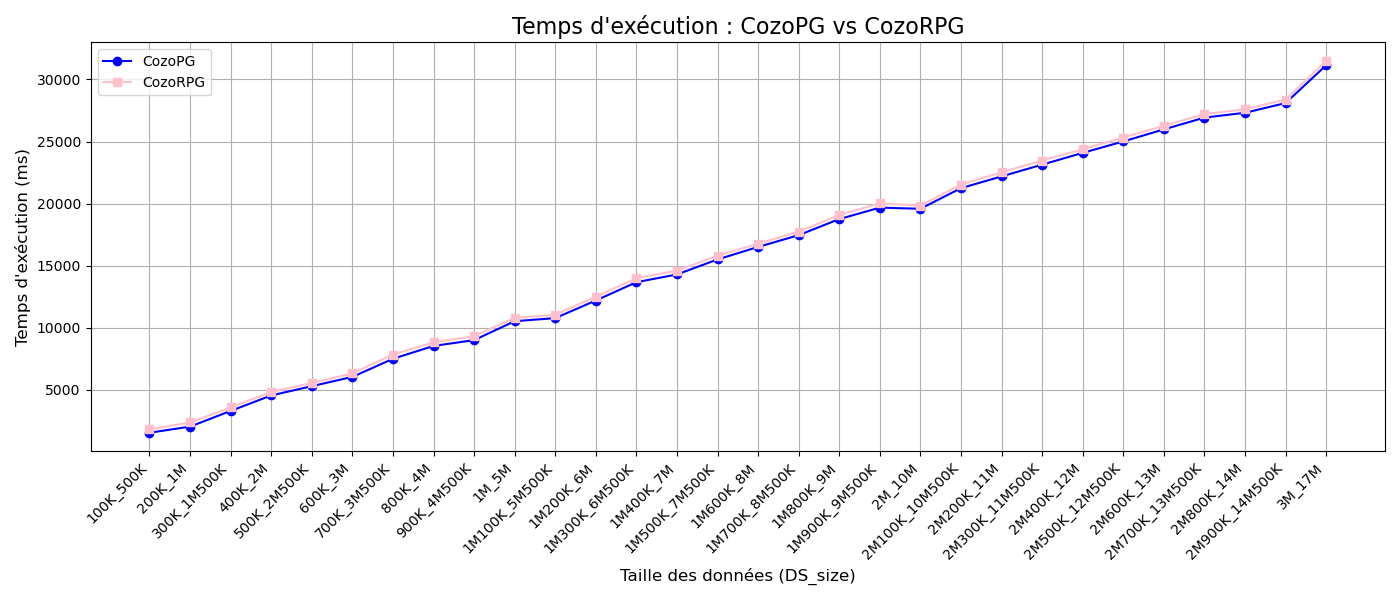 Temps d'exécution : CozoPG vs CozoRPG
CozoPG
CozoRPG
Temps d'exécution (ms)
30000
25000
20000
15000
10000
5000
100K_500K
200K_1M
300K_1M500K
400K_2M
500K_2M500K
600K_3M
700K_3M500K
800K_4M
900K_4M500K
1M_5M
1M100K_5M500K
1M200K_6M
1M300K_6M500K
1M400K_7M
1M500K_7M500K
1M600K_8M
1M700K_8M500K
1M800K_9M
1M900K_9M500K
2M_10M
2M100K_10M500K
2M200K_11M
2M300K_11M500K
2M400K_12M
2M500K_12M500K
2M600K_13M
2M700K_13M500K
2M800K_14M
2M900K_14M500K
3M_17M
Taille des données (DS_size)